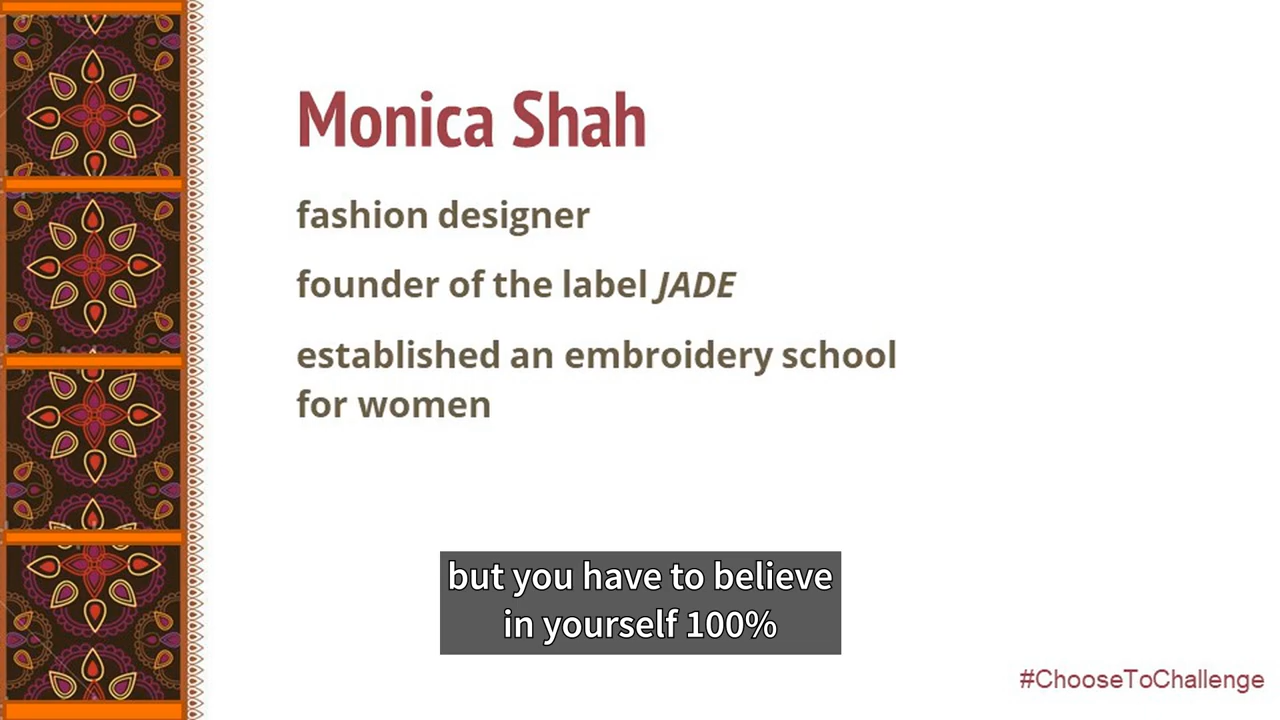 Monica Shah
fashion designer
founder of the label JADE
established an embroidery school
for women
but you have to believe
in yourself 100%
#ChooseToChallenge